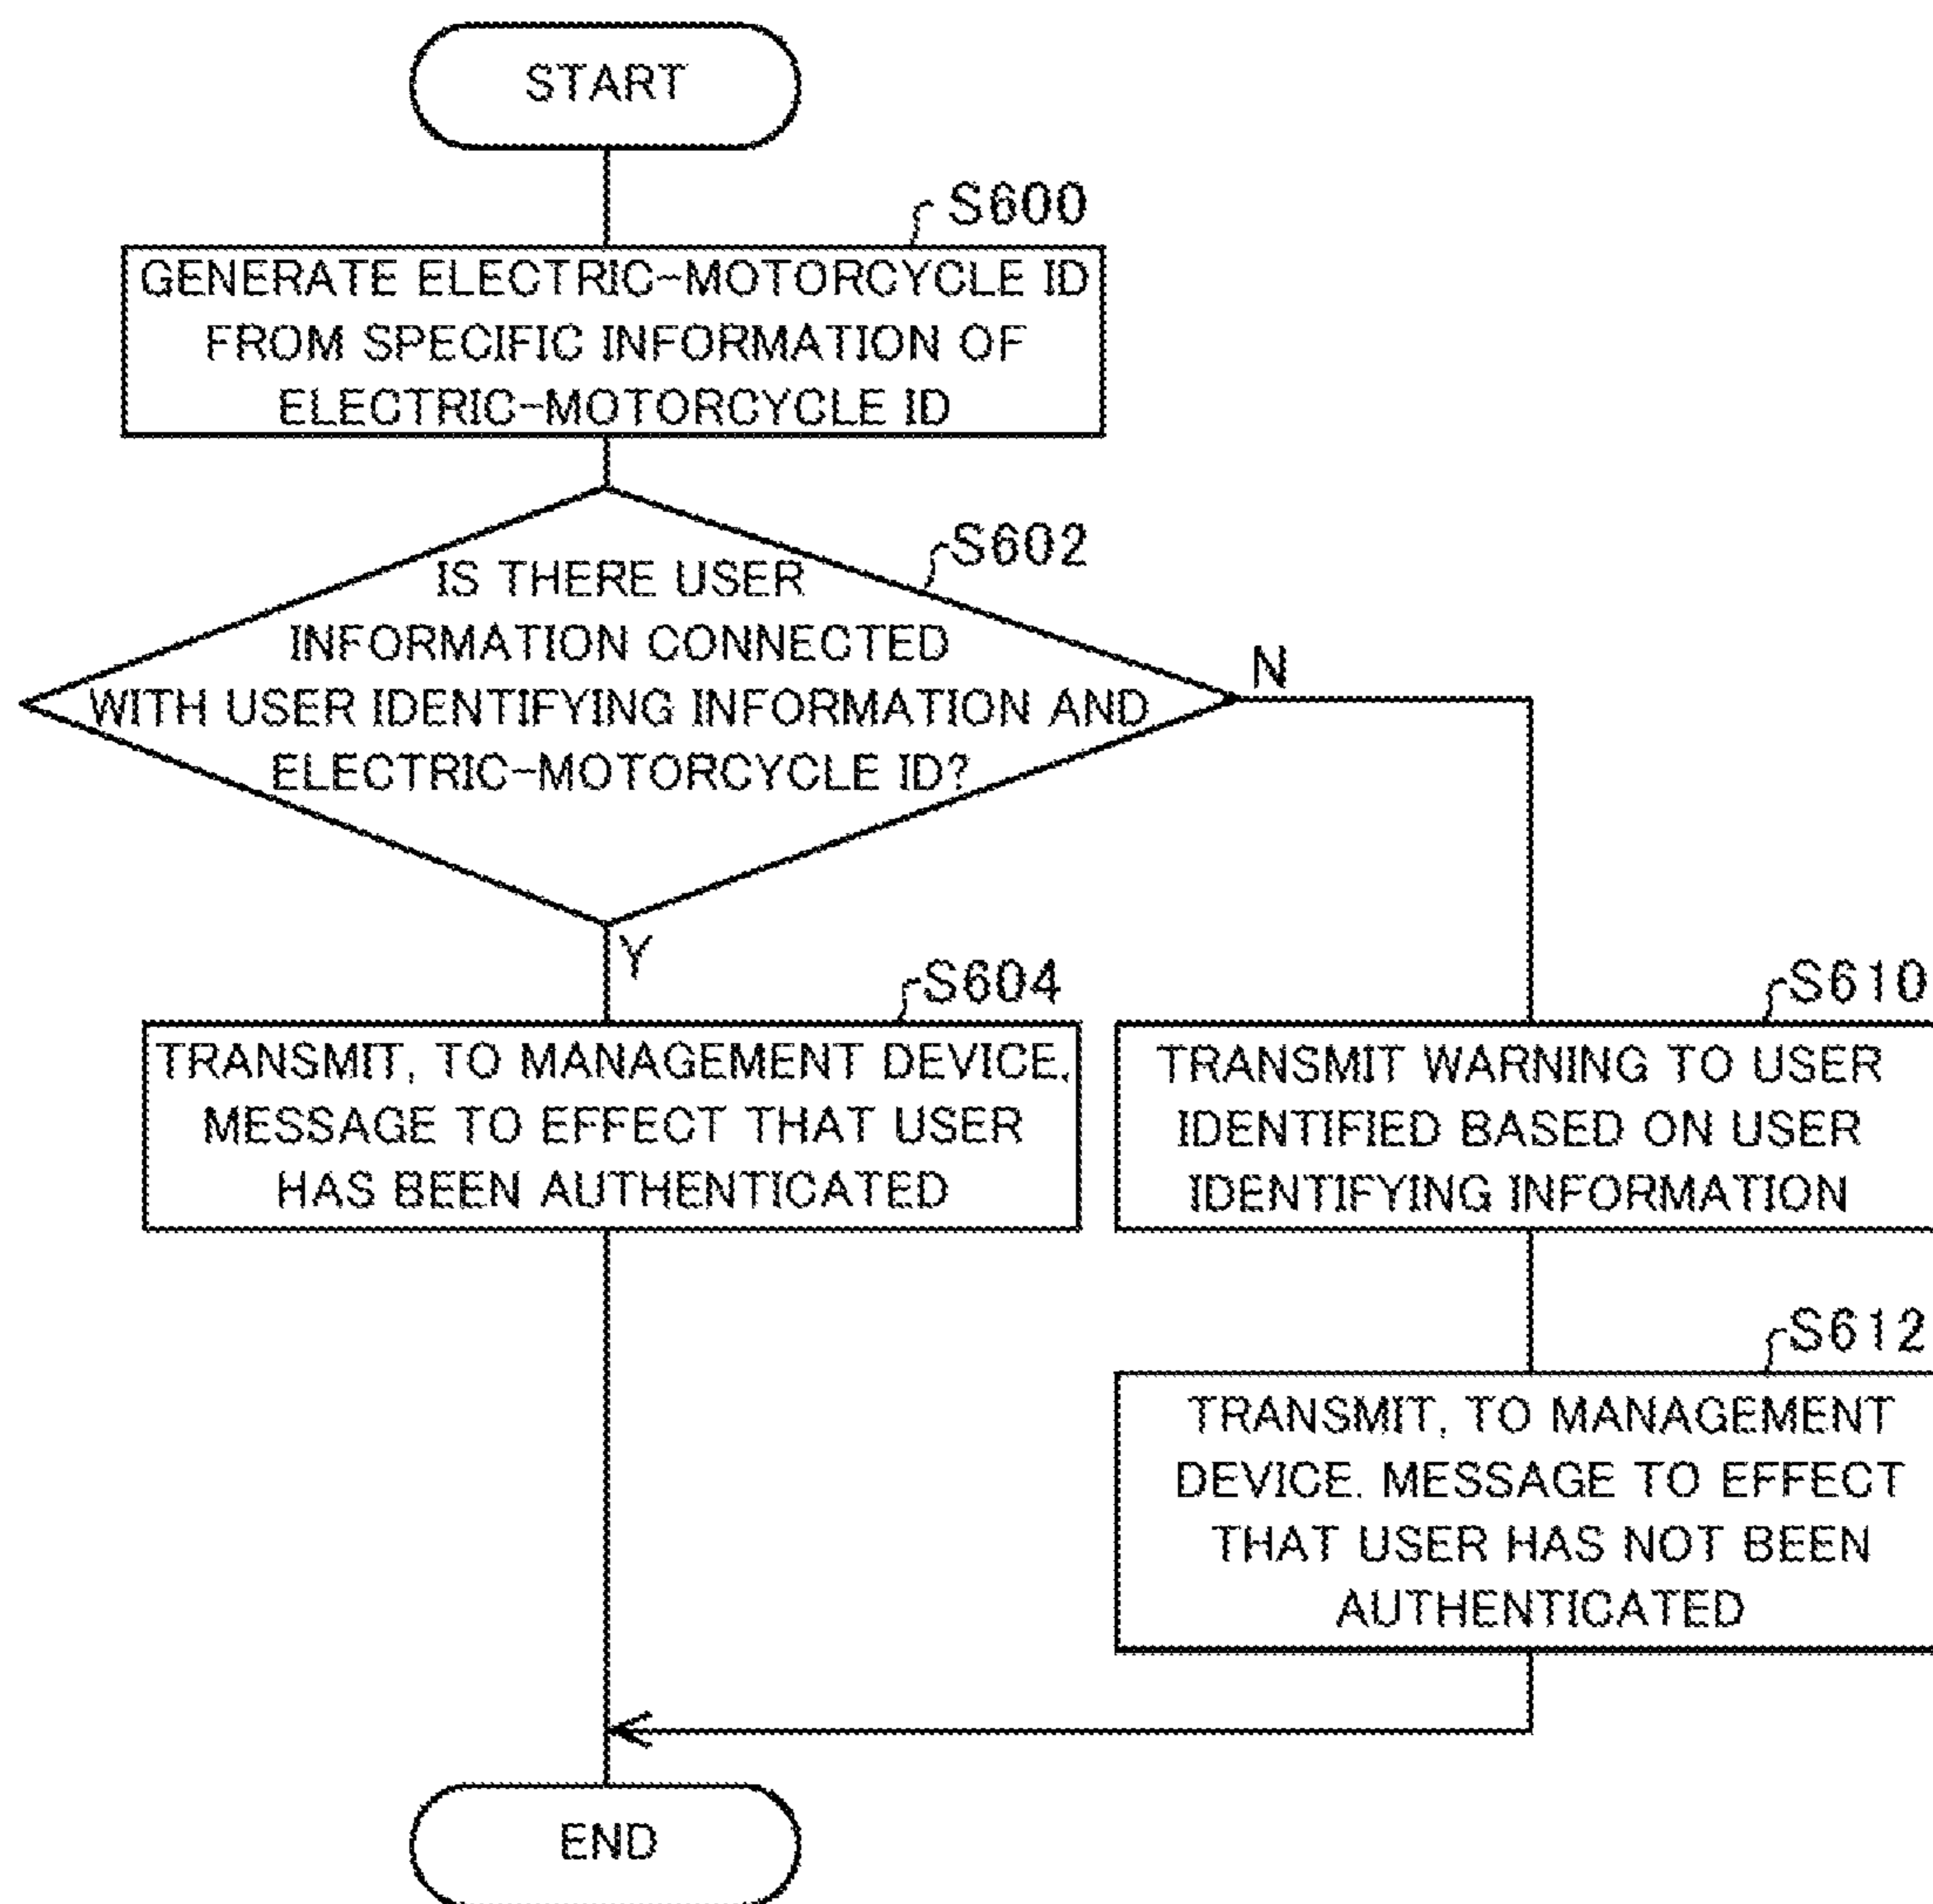 START
S600
GENERATE ELECTRIC-MOTORCYCLE ID
FROM SPECIFIC INFORMATION OF
ELECTRIC-MOTORCYCLE ID
S602
IS THERE USER
INFORMATION CONNECTED
WITH USER IDENTIFYING INFORMATION AND
ELECTRIC-MOTORCYCLE ID?
N
Y
S604
TRANSMIT, TO MANAGEMENT DEVICE,
MESSAGE TO EFFECT THAT USER
HAS BEEN AUTHENTICATED
S610
TRANSMIT WARNING TO USER
IDENTIFIED BASED ON USER
IDENTIFYING INFORMATION
S612
TRANSMIT, TO MANAGEMENT
DEVICE. MESSAGE TO EFFECT
THAT USER HAS NOT BEEN
AUTHENTICATED
END